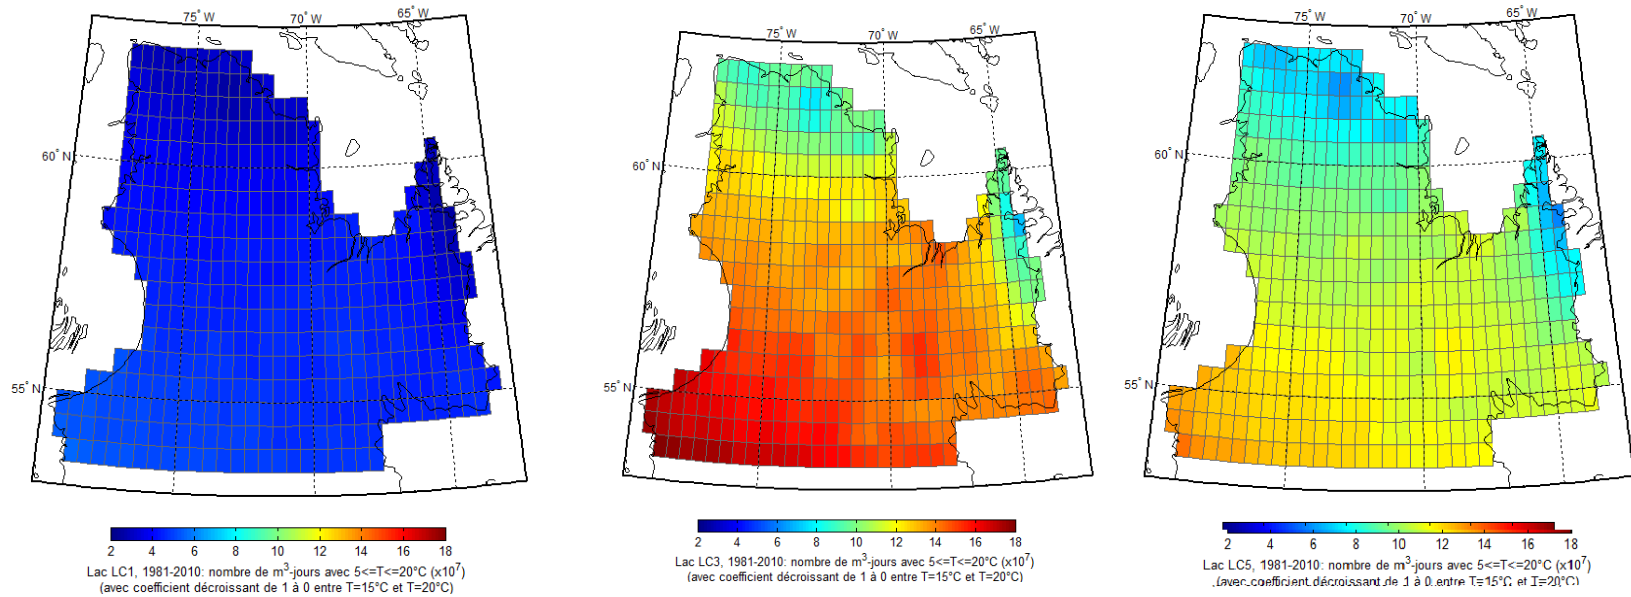 75° W 70° W 65° W
60° N
55° N
2 4 6 8 10 12 14 16 18
Lac LC1, 1981-2010: nombre de m³-jours avec 5<=T<=20°C (x10⁷)
(avec coefficient décroissant de 1 à 0 entre T=15°C et T=20°C)
75° W 70° W 65° W
60° N
55° N
2 4 6 8 10 12 14 16 18
Lac LC3, 1981-2010: nombre de m³-jours avec 5<=T<=20°C (x10⁷)
(avec coefficient décroissant de 1 à 0 entre T=15°C et T=20°C)
75° W 70° W 65° W
60° N
55° N
2 4 6 8 10 12 14 16 18
Lac LC5, 1981-2010: nombre de m³-jours avec 5<=T<=20°C (x10⁷)
(avec coefficient décroissant de 1 à 0 entre T=15°C et T=20°C)